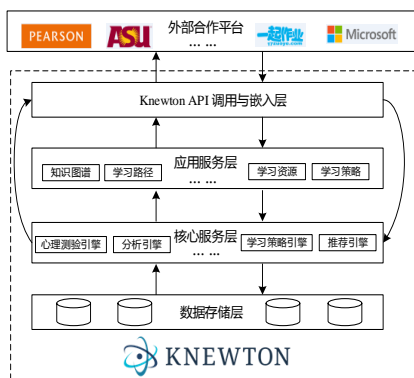 外部合作平台
PEARSON ASU … … 一起作业 17zuoye.com Microsoft
Knewton API 调用与嵌入层
应用服务层
知识图谱 学习路径 … … 学习资源 学习策略
核心服务层
心理测验引擎 分析引擎 … … 学习策略引擎 推荐引擎
数据存储层
KNEWTON